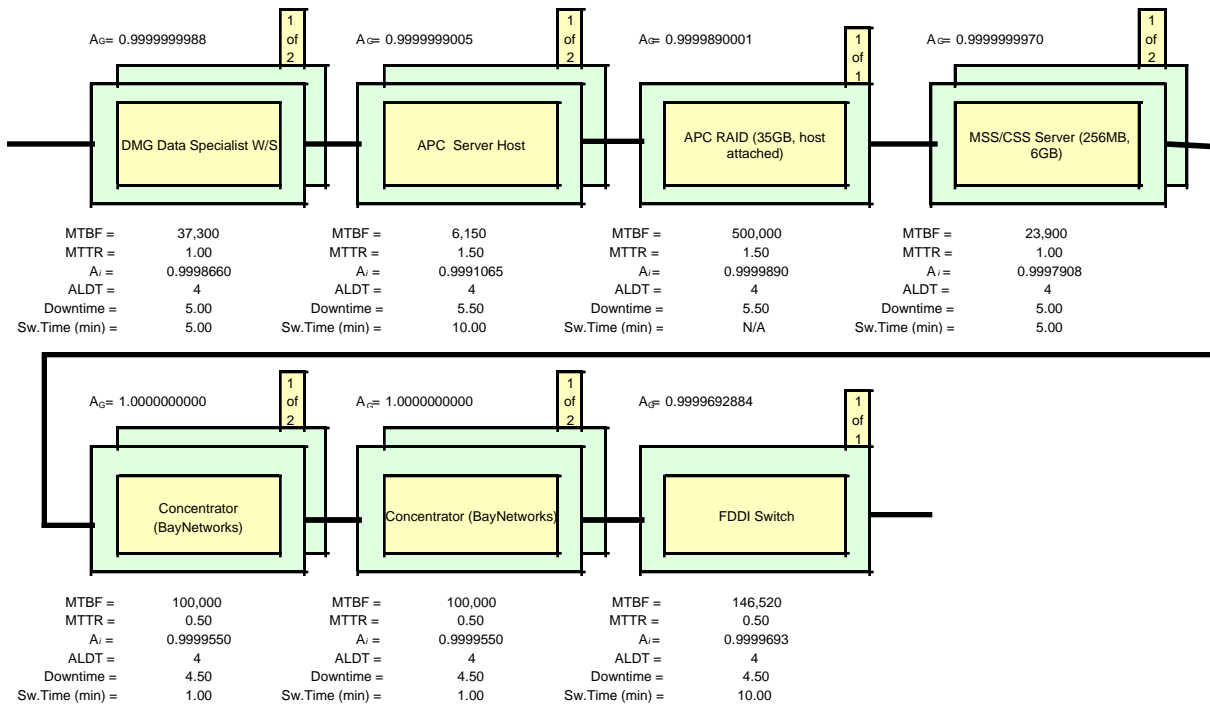 AG= 0.9999999988
1
of
2
AG= 0.9999999005
1
of
2
AG= 0.9999890001
1
of
1
AG= 0.9999999970
1
of
2
DMG Data Specialist W/S
APC Server Host
APC RAID (35GB, host
attached)
MSS/CSS Server (256MB,
6GB)
MTBF = 37,300
MTTR = 1.00
Ai = 0.9998660
ALDT = 4
Downtime = 5.00
Sw.Time (min) = 5.00
MTBF = 6,150
MTTR = 1.50
Ai = 0.9991065
ALDT = 4
Downtime = 5.50
Sw.Time (min) = 10.00
MTBF = 500,000
MTTR = 1.50
Ai = 0.9999890
ALDT = 4
Downtime = 5.50
Sw.Time (min) = N/A
MTBF = 23,900
MTTR = 1.00
Ai = 0.9997908
ALDT = 4
Downtime = 5.00
Sw.Time (min) = 5.00
AG= 1.0000000000
1
of
2
AG= 1.0000000000
1
of
2
AG= 0.9999692884
1
of
1
Concentrator
(BayNetworks)
Concentrator (BayNetworks)
FDDI Switch
MTBF = 100,000
MTTR = 0.50
Ai = 0.9999550
ALDT = 4
Downtime = 4.50
Sw.Time (min) = 1.00
MTBF = 100,000
MTTR = 0.50
Ai = 0.9999550
ALDT = 4
Downtime = 4.50
Sw.Time (min) = 1.00
MTBF = 146,520
MTTR = 0.50
Ai = 0.9999693
ALDT = 4
Downtime = 4.50
Sw.Time (min) = 10.00